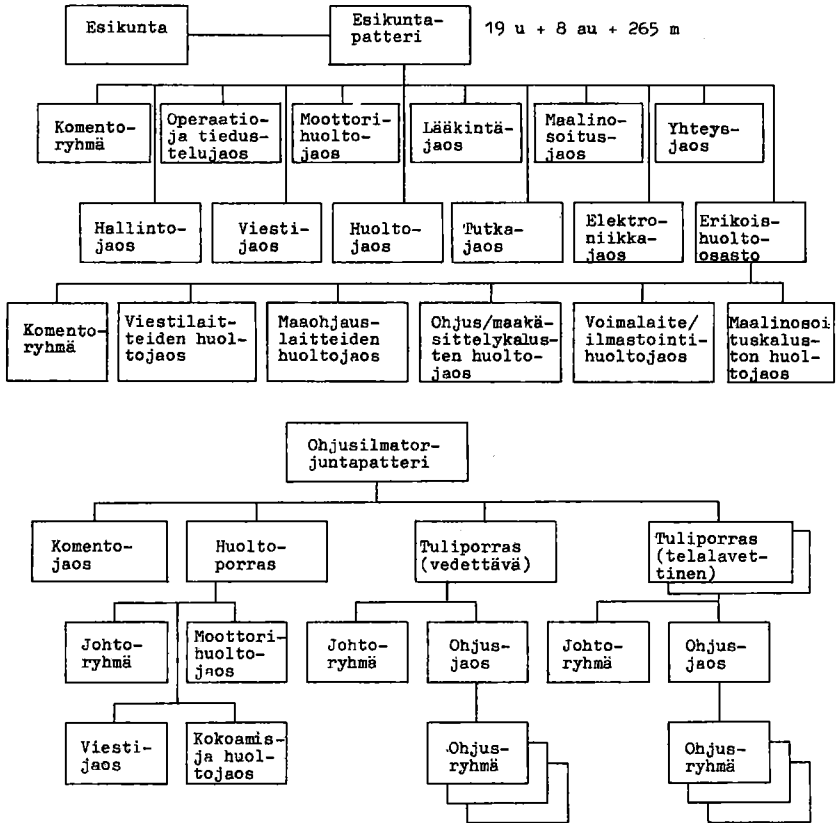 Esikunta
Esikunta-
patteri
19 u + 8 au + 265 m
Komento-
ryhmä
Operaatio-
ja tiedus-
telujaos
Moottori-
huolto-
jaos
Lääkintä-
jaos
Maalino-
soitus-
jaos
Yhteys-
jaos
Hallinto-
jaos
Viesti-
jaos
Huolto-
jaos
Tutka-
jaos
Elektro-
niikka-
jaos
Erikois-
huolto-
osasto
Komento-
ryhmä
Viestilait-
teiden huol-
tojaos
Maaohjaus-
laitteiden
huoltojaos
Ohjus/maakä-
sittelykalus-
ten huolto-
jaos
Voimalaite/
ilmastointi-
huoltojaos
Maalinosoi
tuskalus-
ton huol-
tojaos
Ohjusilmator-
juntapatteri
Komento-
jaos
Huolto-
porras
Tuliporras
(vedettävä)
Tuliporras
(telalavet-
tinen)
Johto-
ryhmä
Moottori-
huolto-
jaos
Johto-
ryhmä
Ohjus-
jaos
Johto-
ryhmä
Ohjus-
jaos
Viesti-
jaos
Kokoamis-
ja huol-
tojaos
Ohjus-
ryhmä
Ohjus-
ryhmä